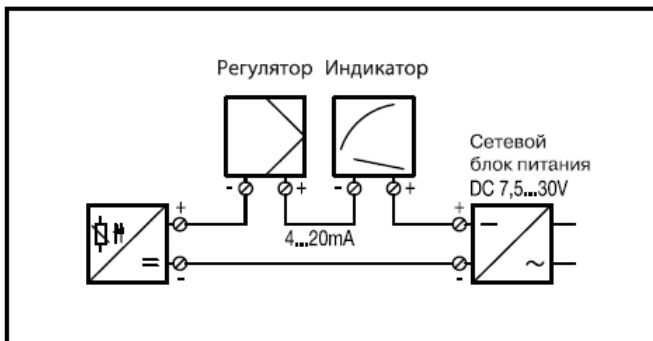 Регулятор Индикатор
Сетевой
блок питания
DC 7,5...30V
- + - +
+ +
4...20mA
- -